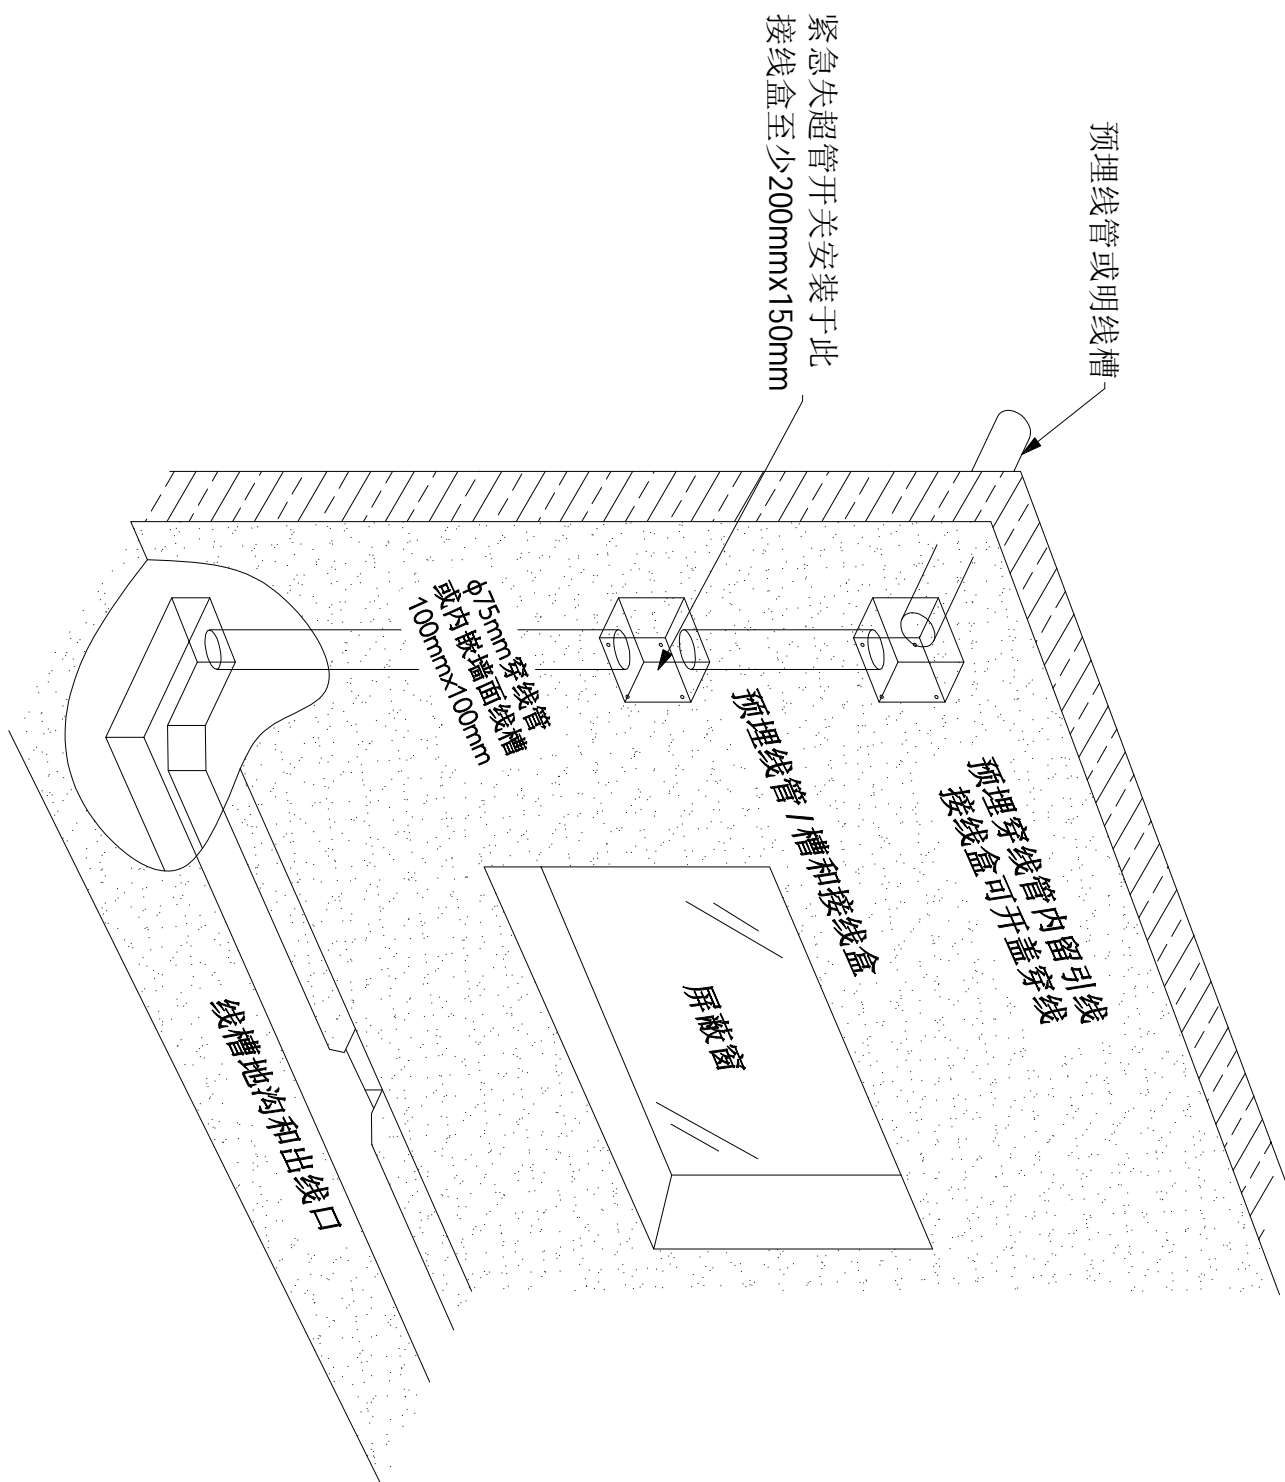 预埋线管或明线槽
紧急失超管开关安装于此
接线盒至少200mmx150mm
预埋穿线管内留引线
接线盒可开盖穿线
预埋线管/槽和接线盒
屏蔽窗
ф75mm穿线管
或内嵌墙面线槽
100mmx100mm
线槽地沟和出线口